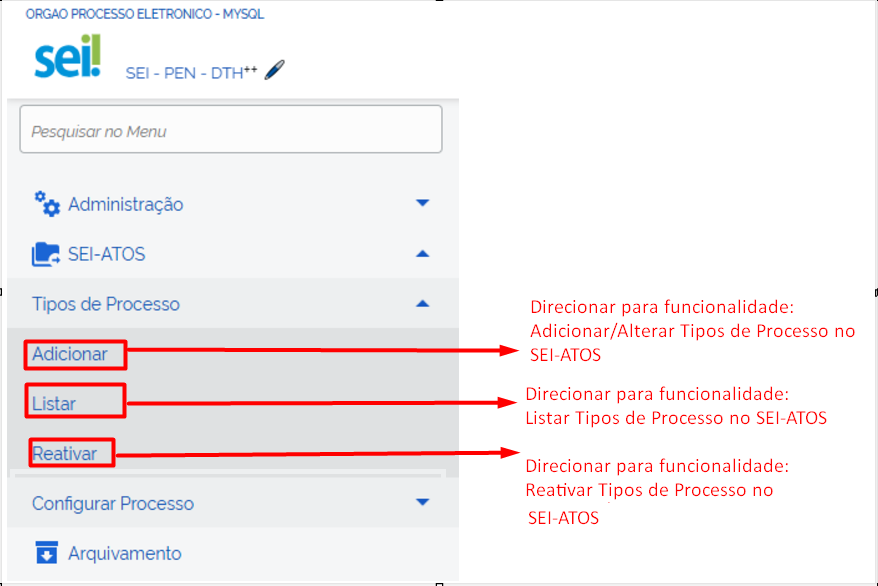 ORGAO PROCESSO ELETRONICO - MYSQL
sei!
SEI - PEN - DTH++
Pesquisar no Menu
Administração
SEI-ATOS
Tipos de Processo
Adicionar
Listar
Reativar
Configurar Processo
Arquivamento
Direcionar para funcionalidade:
Adicionar/Alterar Tipos de Processo no
SEI-ATOS
Direcionar para funcionalidade:
Listar Tipos de Processo no SEI-ATOS
Direcionar para funcionalidade:
Reativar Tipos de Processo no
SEI-ATOS